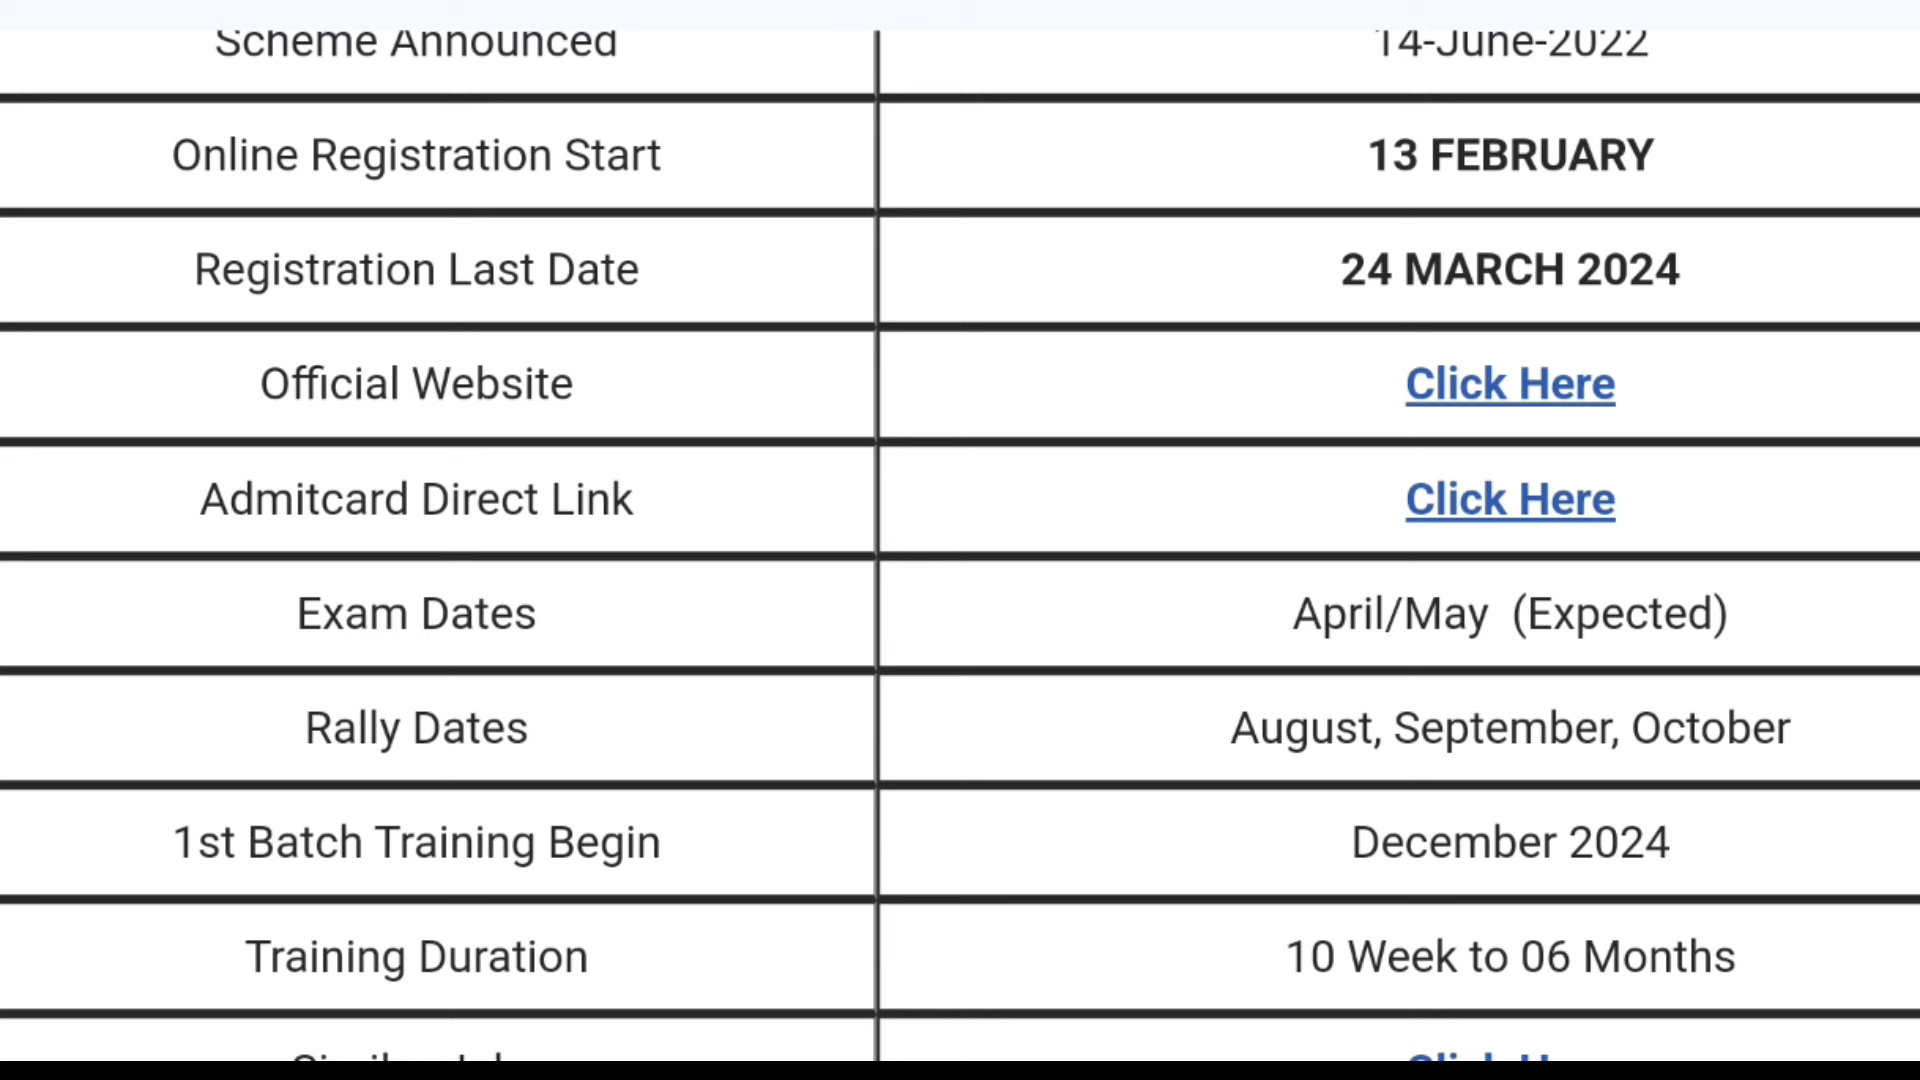 Scheme Announced 14-June-2022
Online Registration Start 13 FEBRUARY
Registration Last Date 24 MARCH 2024
Official Website Click Here
Admitcard Direct Link Click Here
Exam Dates April/May (Expected)
Rally Dates August, September, October
1st Batch Training Begin December 2024
Training Duration 10 Week to 06 Months